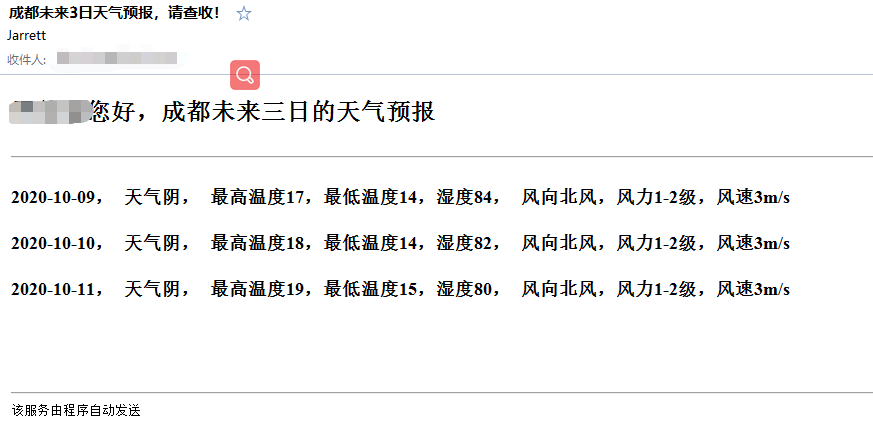 成都未来3日天气预报，请查收！
Jarrett
收件人:
您好，成都未来三日的天气预报
2020-10-09， 天气阴， 最高温度17，最低温度14，湿度84， 风向北风，风力1-2级，风速3m/s
2020-10-10， 天气阴， 最高温度18，最低温度14，湿度82， 风向北风，风力1-2级，风速3m/s
2020-10-11， 天气阴， 最高温度19，最低温度15，湿度80， 风向北风，风力1-2级，风速3m/s
该服务由程序自动发送